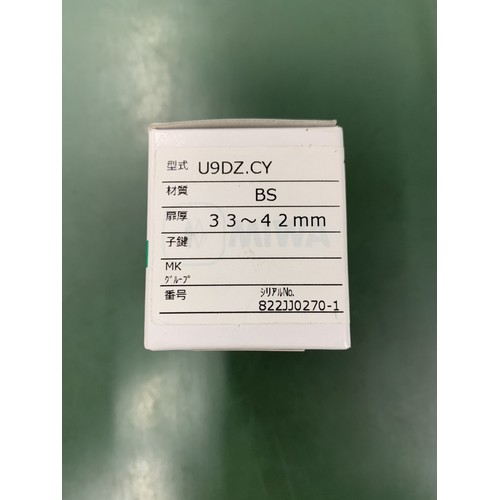 型式 U9DZ.CY
材質 BS
扉厚 33～42mm
子鍵
MIWA
MK
グループ
番号 シリアルNo.
822JJ0270-1